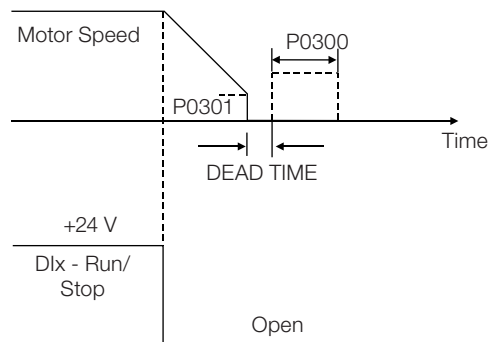 Motor Speed
P0300
P0301
Time
DEAD TIME
+24 V
DIx - Run/
Stop
Open